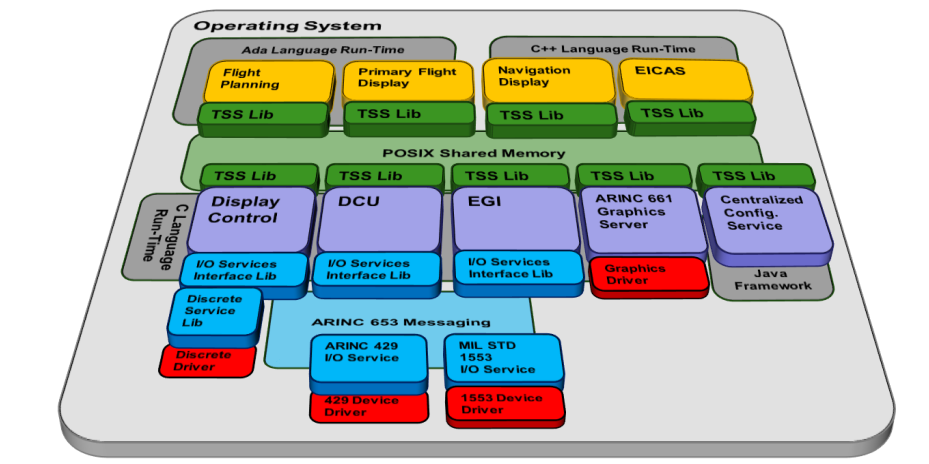 Operating System
Ada Language Run-Time
C++ Language Run-Time
Flight
Planning
Primary Flight
Display
Navigation
Display
EICAS
TSS Lib
TSS Lib
TSS Lib
TSS Lib
POSIX Shared Memory
TSS Lib
TSS Lib
TSS Lib
TSS Lib
TSS Lib
C Language
Run-Time
Display
Control
DCU
EGI
ARINC 661
Graphics
Server
Centralized
Config.
Service
I/O Services
Interface Lib
I/O Services
Interface Lib
I/O Services
Interface Lib
Graphics
Driver
Java
Framework
Discrete
Service
Lib
ARINC 653 Messaging
Discrete
Driver
ARINC 429
I/O Service
MIL STD
1553
I/O Service
429 Device
Driver
1553 Device
Driver